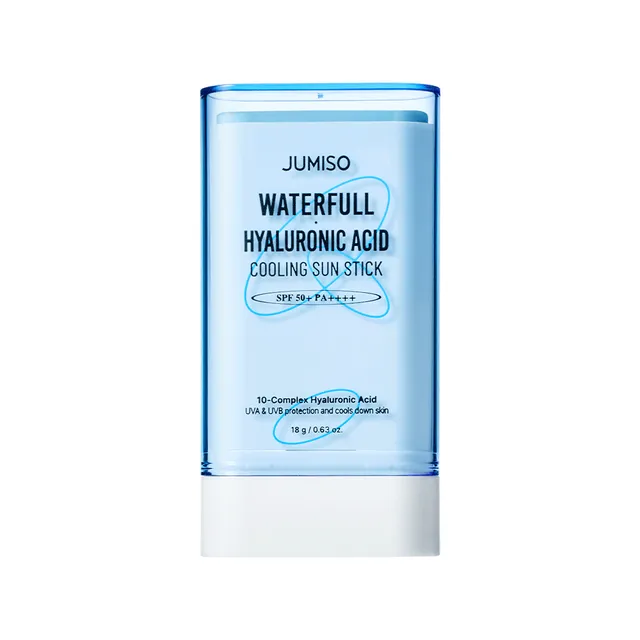 JUMISO
WATERFULL
HYALURONIC ACID
COOLING SUN STICK
SPF 50+ PA++++
10-Complex Hyaluronic Acid
UVA & UVB protection and cools down skin
18 g / 0.63 oz.